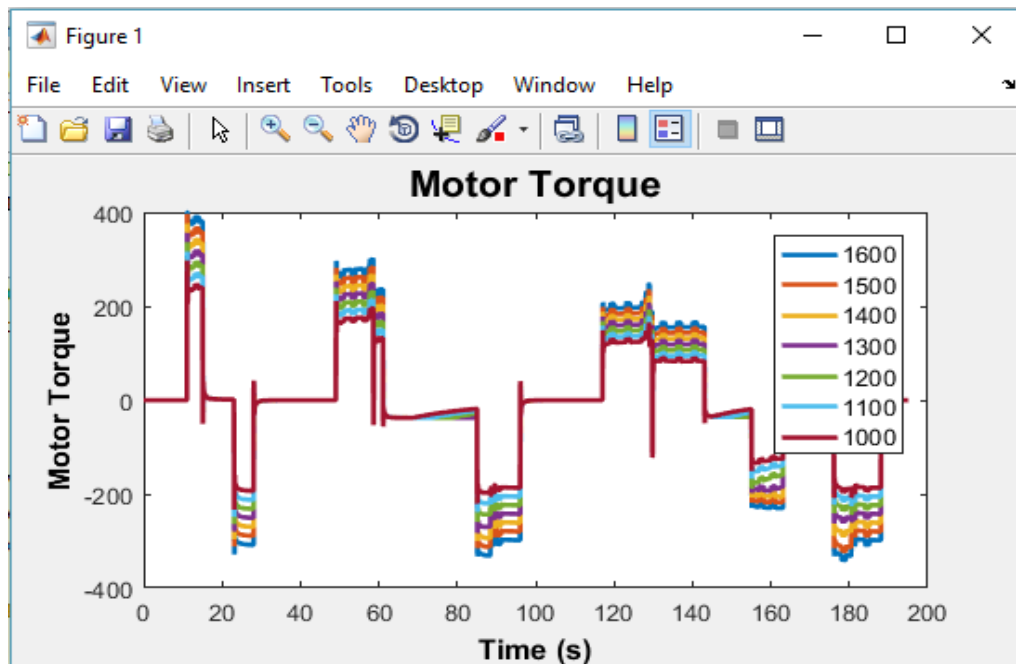 Figure 1
File Edit View Insert Tools Desktop Window Help
Motor Torque
Motor Torque
400
200
0
-200
-400
1600
1500
1400
1300
1200
1100
1000
0 20 40 60 80 100 120 140 160 180 200
Time (s)